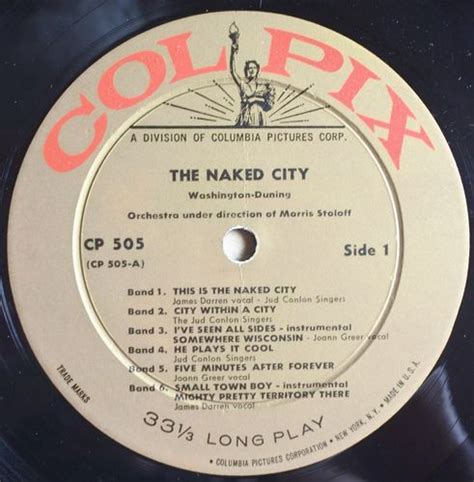 COLPIX
A DIVISION OF COLUMBIA PICTURES CORP.
THE NAKED CITY
Washington-Duning
Orchestra under direction of Morris Stoloff
CP 505
(CP 505-A)
Side 1
Band 1. THIS IS THE NAKED CITY
James Darren vocal - Jud Conlon Singers
Band 2. CITY WITHIN A CITY
The Jud Conlon Singers
Band 3. I'VE SEEN ALL SIDES - instrumental
SOMEWHERE WISCONSIN - Joann Greer vocal
Band 4. HE PLAYS IT COOL
Jud Conlon Singers
Band 5. FIVE MINUTES AFTER FOREVER
Joann Greer vocal
Band 6. SMALL TOWN BOY - instrumental
MIGHTY PRETTY TERRITORY THERE
James Darren vocal
33⅓ LONG PLAY
TRADE MARKS • COLUMBIA PICTURES CORPORATION • NEW YORK, N.Y. • MADE IN U.S.A.